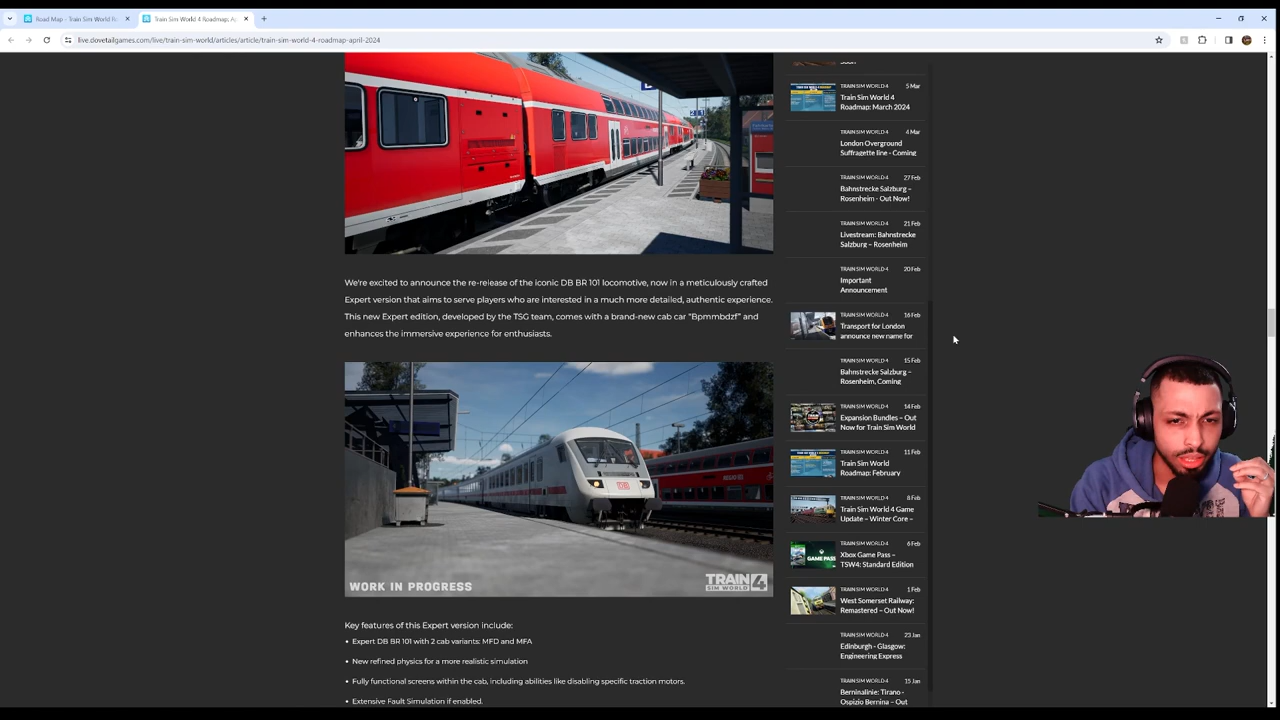 Road Map - Train Sim World R
Train Sim World 4 Roadmap: Ap
live.dovetailgames.com/live/train-sim-world/articles/article/train-sim-world-4-roadmap-april-2024
We're excited to announce the re-release of the iconic DB BR 101 locomotive, now in a meticulously crafted
Expert version that aims to serve players who are interested in a much more detailed, authentic experience.
This new Expert edition, developed by the TSG team, comes with a brand-new cab car "Bpmmbdzf" and
enhances the immersive experience for enthusiasts.
DB
WORK IN PROGRESS
TRAIN
SIM WORLD 4
Key features of this Expert version include:
• Expert DB BR 101 with 2 cab variants: MFD and MFA
• New refined physics for a more realistic simulation
• Fully functional screens within the cab, including abilities like disabling specific traction motors.
• Extensive Fault Simulation if enabled.
Soon
TRAIN SIM WORLD 4 5 Mar
Train Sim World 4
Roadmap: March 2024
TRAIN SIM WORLD 4 4 Mar
London Overground
Suffragette line - Coming
TRAIN SIM WORLD 4 27 Feb
Bahnstrecke Salzburg –
Rosenheim - Out Now!
TRAIN SIM WORLD 4 21 Feb
Livestream: Bahnstrecke
Salzburg – Rosenheim
TRAIN SIM WORLD 4 20 Feb
Important
Announcement
TRAIN SIM WORLD 4 16 Feb
Transport for London
announce new name for
TRAIN SIM WORLD 4 15 Feb
Bahnstrecke Salzburg –
Rosenheim, Coming
TRAIN SIM WORLD 4 14 Feb
Expansion Bundles – Out
Now for Train Sim World
TRAIN SIM WORLD 4 11 Feb
Train Sim World
Roadmap: February
TRAIN SIM WORLD 4 8 Feb
Train Sim World 4 Game
Update – Winter Core –
GAME PASS
TRAIN SIM WORLD 4 6 Feb
Xbox Game Pass –
TSW4: Standard Edition
TRAIN SIM WORLD 4 1 Feb
West Somerset Railway:
Remastered – Out Now!
TRAIN SIM WORLD 4 23 Jan
Edinburgh - Glasgow:
Engineering Express
TRAIN SIM WORLD 4 15 Jan
Berninalinie: Tirano -
Ospizio Bernina – Out